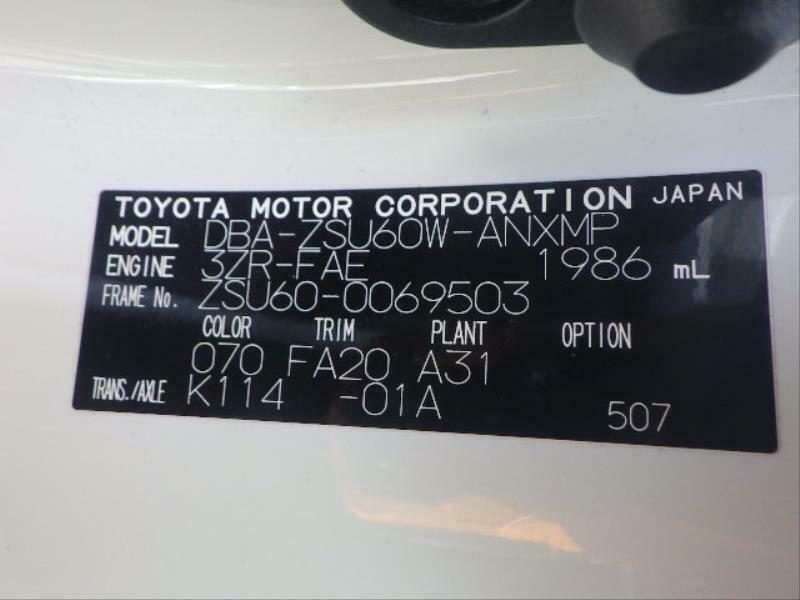 TOYOTA MOTOR CORPORATION JAPAN
MODEL DBA-ZSU60W-ANXMP
ENGINE 3ZR-FAE 1986 mL
FRAME No. ZSU60-0069503
COLOR TRIM PLANT OPTION
070 FA20 A31
TRANS./AXLE K114 -01A
507